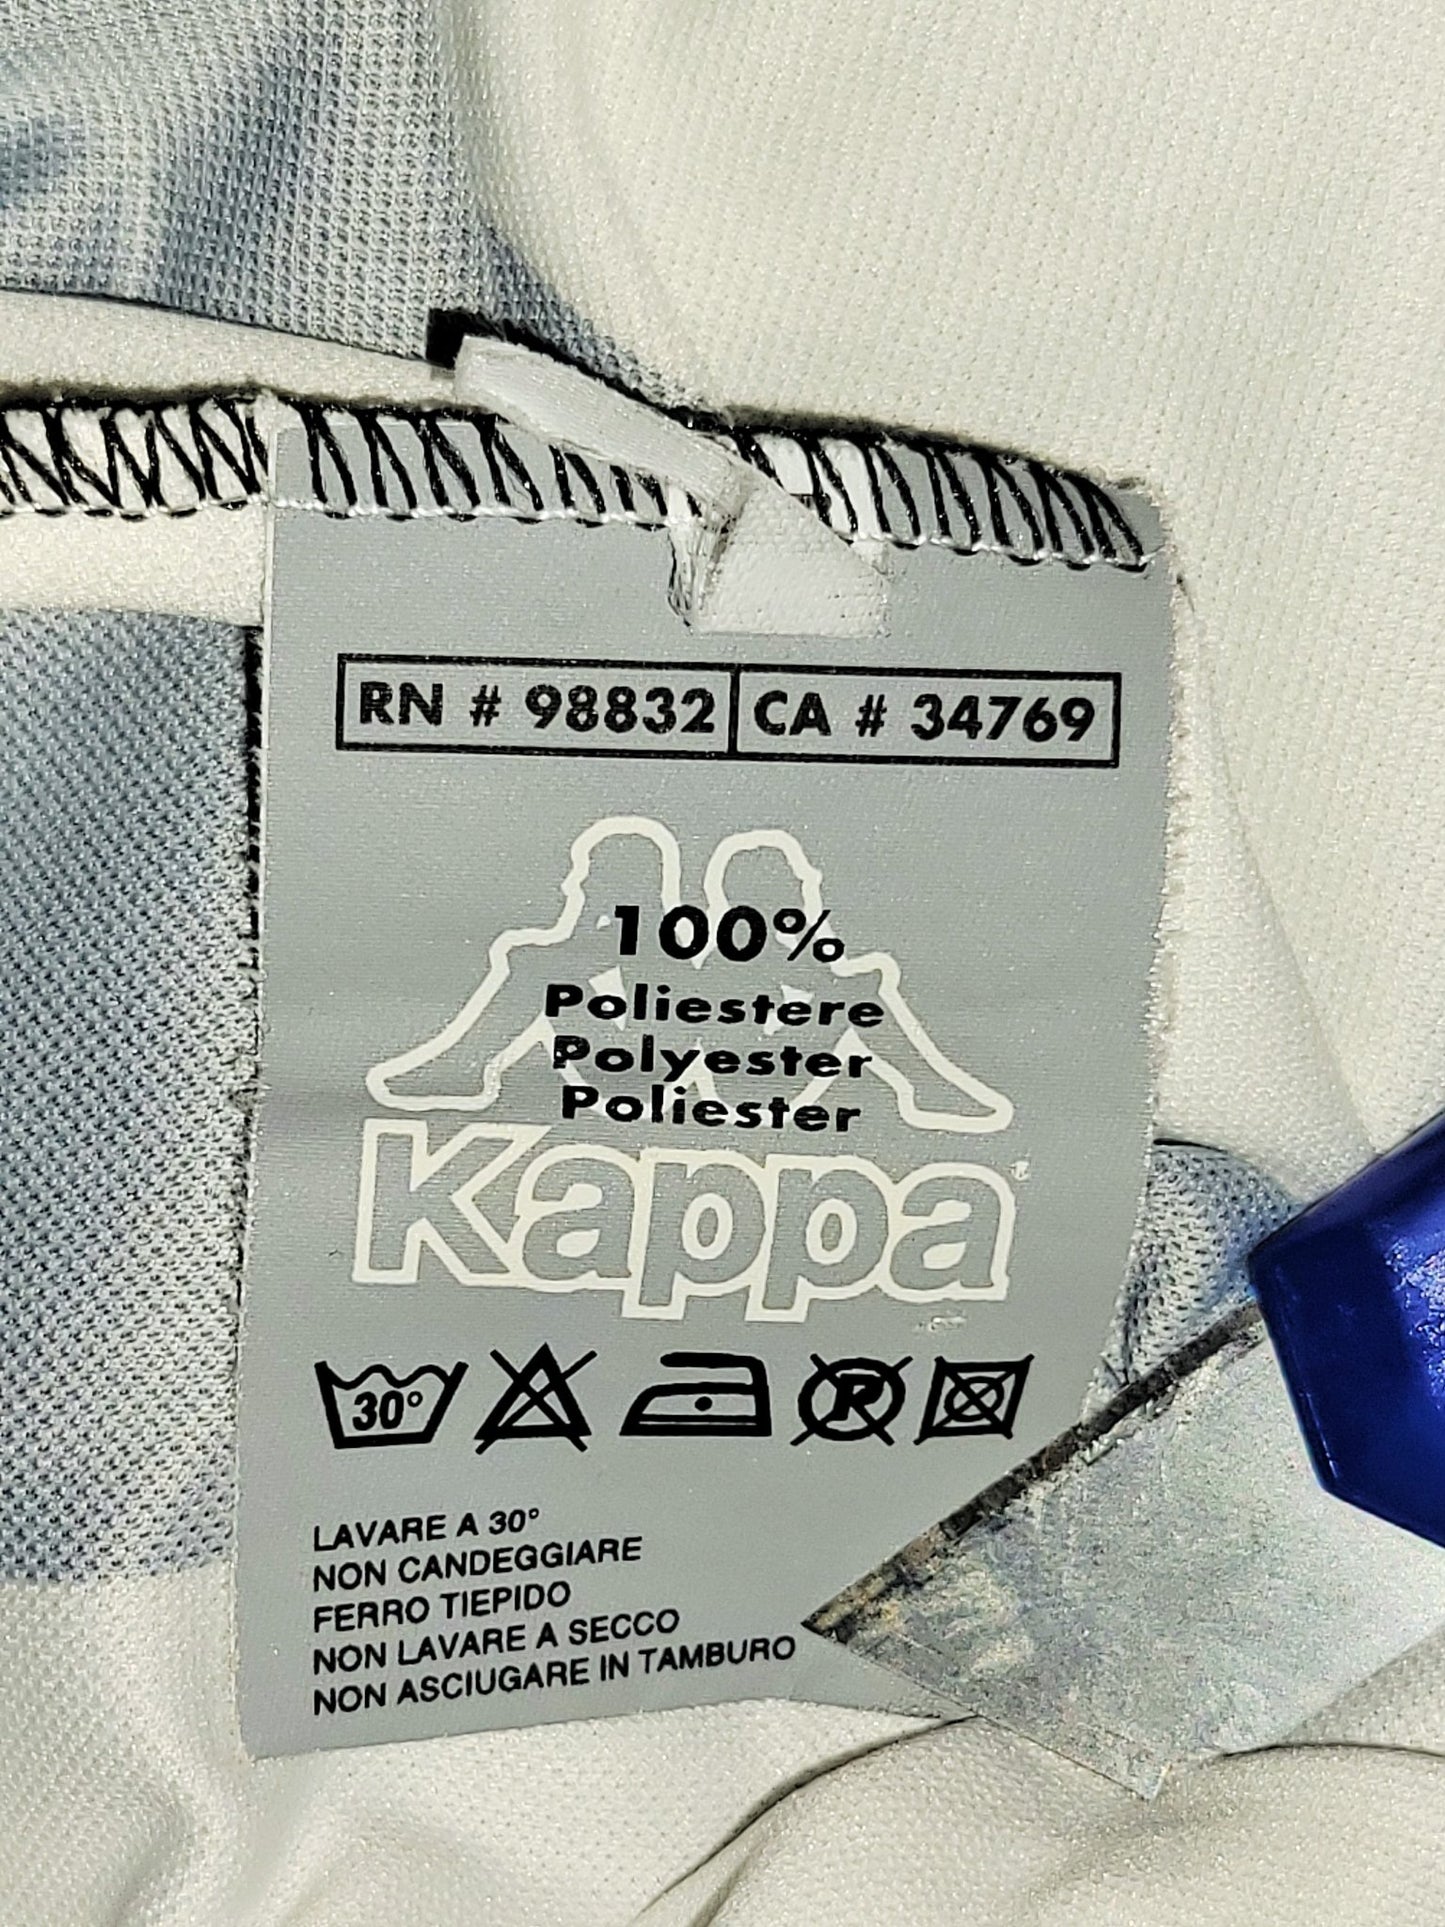 RN # 98832 CA # 34769
100%
Poliestere
Polyester
Poliester
Kappa®
30° R
LAVARE A 30°
NON CANDEGGIARE
FERRO TIEPIDO
NON LAVARE A SECCO
NON ASCIUGARE IN TAMBURO